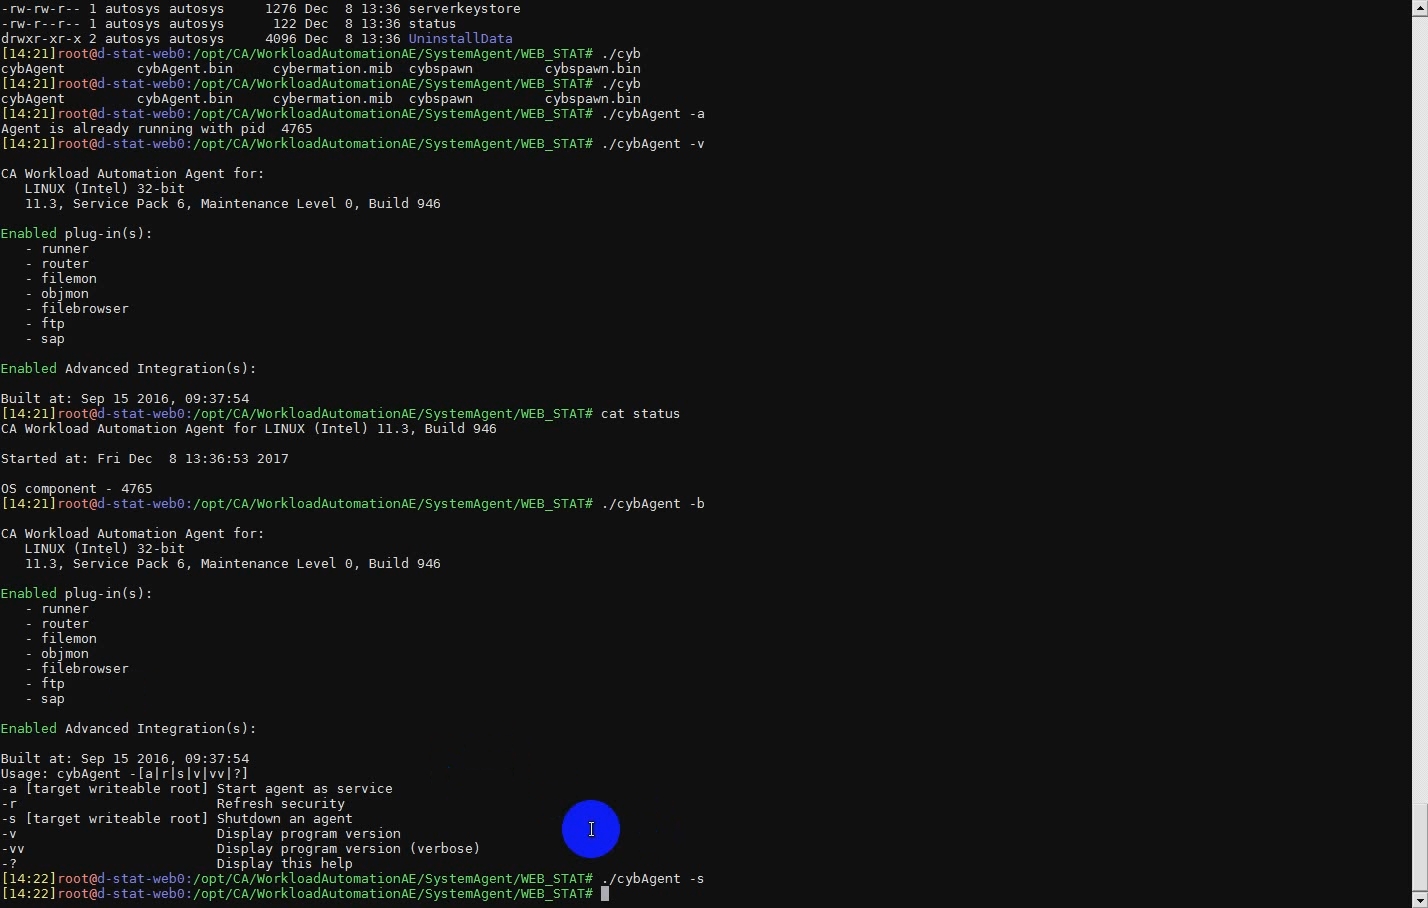 -rw-rw-r-- 1 autosys autosys     1276 Dec  8 13:36 serverkeystore
-rw-r--r-- 1 autosys autosys      122 Dec  8 13:36 status
drwxr-xr-x 2 autosys autosys     4096 Dec  8 13:36 UninstallData
[14:21]root@d-stat-web0:/opt/CA/WorkloadAutomationAE/SystemAgent/WEB_STAT# ./cyb
cybAgent         cybAgent.bin     cybermation.mib  cybspawn         cybspawn.bin
[14:21]root@d-stat-web0:/opt/CA/WorkloadAutomationAE/SystemAgent/WEB_STAT# ./cyb
cybAgent         cybAgent.bin     cybermation.mib  cybspawn         cybspawn.bin
[14:21]root@d-stat-web0:/opt/CA/WorkloadAutomationAE/SystemAgent/WEB_STAT# ./cybAgent -a
Agent is already running with pid  4765
[14:21]root@d-stat-web0:/opt/CA/WorkloadAutomationAE/SystemAgent/WEB_STAT# ./cybAgent -v
CA Workload Automation Agent for:
   LINUX (Intel) 32-bit
   11.3, Service Pack 6, Maintenance Level 0, Build 946
Enabled plug-in(s):
   - runner
   - router
   - filemon
   - objmon
   - filebrowser
   - ftp
   - sap
Enabled Advanced Integration(s):
Built at: Sep 15 2016, 09:37:54
[14:21]root@d-stat-web0:/opt/CA/WorkloadAutomationAE/SystemAgent/WEB_STAT# cat status
CA Workload Automation Agent for LINUX (Intel) 11.3, Build 946
Started at: Fri Dec  8 13:36:53 2017
OS component - 4765
[14:21]root@d-stat-web0:/opt/CA/WorkloadAutomationAE/SystemAgent/WEB_STAT# ./cybAgent -b
CA Workload Automation Agent for:
   LINUX (Intel) 32-bit
   11.3, Service Pack 6, Maintenance Level 0, Build 946
Enabled plug-in(s):
   - runner
   - router
   - filemon
   - objmon
   - filebrowser
   - ftp
   - sap
Enabled Advanced Integration(s):
Built at: Sep 15 2016, 09:37:54
Usage: cybAgent -[a|r|s|v|vv|?]
-a [target writeable root] Start agent as service
-r                         Refresh security
-s [target writeable root] Shutdown an agent
-v                         Display program version
-vv                        Display program version (verbose)
-?                         Display this help
[14:22]root@d-stat-web0:/opt/CA/WorkloadAutomationAE/SystemAgent/WEB_STAT# ./cybAgent -s
[14:22]root@d-stat-web0:/opt/CA/WorkloadAutomationAE/SystemAgent/WEB_STAT#